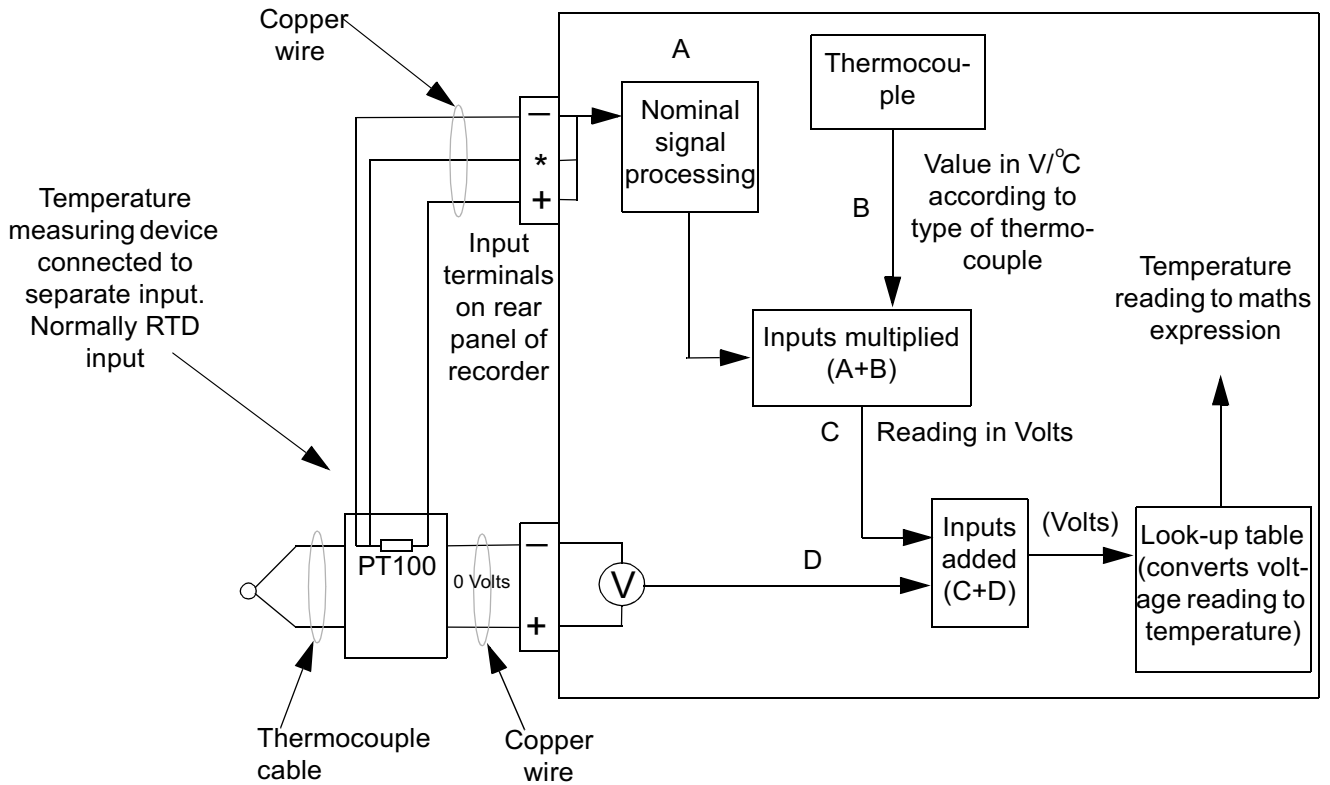 Copper
wire
A
Thermocou-
ple
Nominal
signal
processing
−
*
+
Value in V/°C
according to
type of thermo-
couple
B
Temperature
measuring device
connected to
separate input.
Normally RTD
input
Input
terminals
on rear
panel of
recorder
Temperature
reading to maths
expression
Inputs multiplied
(A+B)
C
Reading in Volts
Inputs
added
(C+D)
(Volts)
Look-up table
(converts volt-
age reading to
temperature)
PT100
0 Volts
−
+
V
D
Thermocouple
cable
Copper
wire